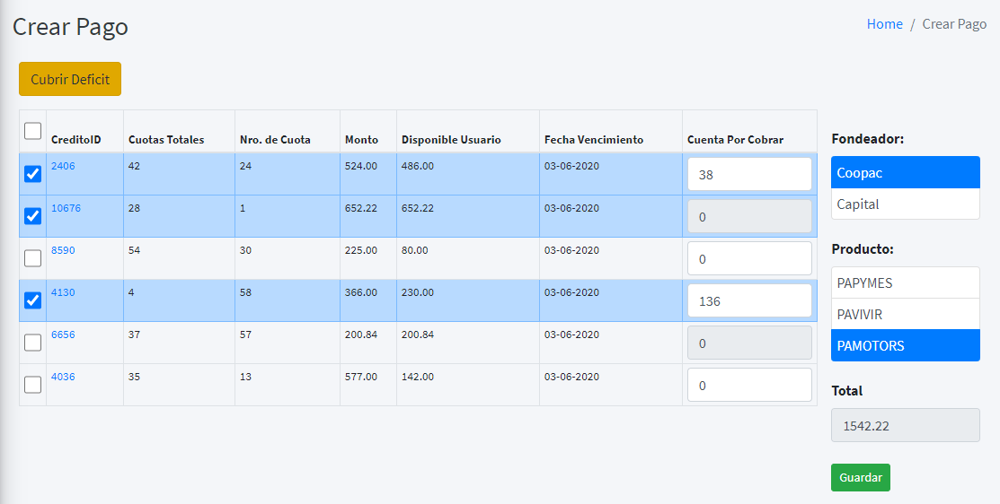 Crear Pago
Home / Crear Pago
Cubrir Deficit
CreditoID Cuotas Totales Nro. de Cuota Monto Disponible Usuario Fecha Vencimiento Cuenta Por Cobrar
2406 42 24 524.00 486.00 03-06-2020 38
10676 28 1 652.22 652.22 03-06-2020 0
8590 54 30 225.00 80.00 03-06-2020 0
4130 4 58 366.00 230.00 03-06-2020 136
6656 37 57 200.84 200.84 03-06-2020 0
4036 35 13 577.00 142.00 03-06-2020 0
Fondeador:
Coopac
Capital
Producto:
PAPYMES
PAVIVIR
PAMOTORS
Total
1542.22
Guardar